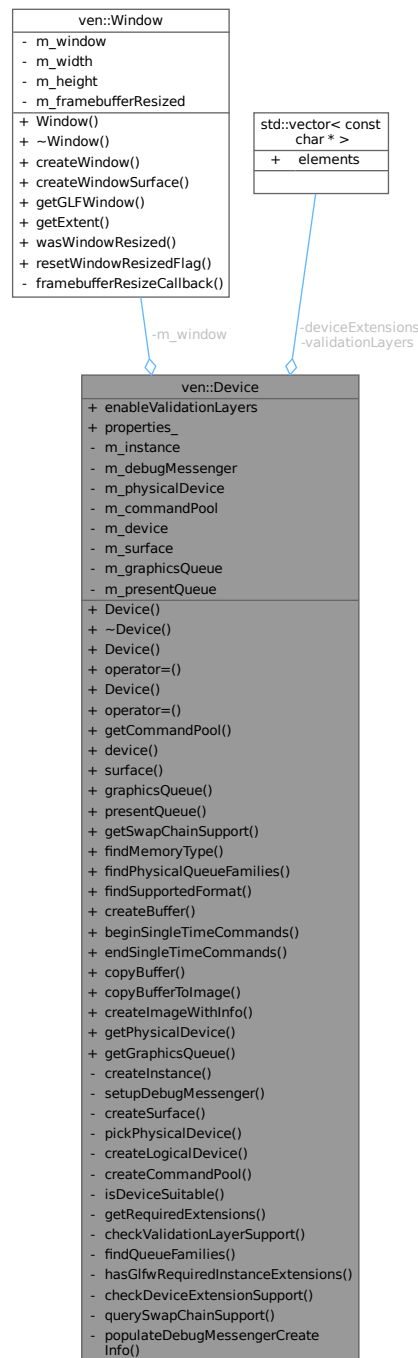 ven::Window
- m_window
- m_width
- m_height
- m_framebufferResized
+ Window()
+ ~Window()
+ createWindow()
+ createWindowSurface()
+ getGLFWindow()
+ getExtent()
+ wasWindowResized()
+ resetWindowResizedFlag()
- framebufferResizeCallback()
std::vector< const
char * >
+ elements
-m_window
-deviceExtensions
-validationLayers
ven::Device
+ enableValidationLayers
+ properties_
- m_instance
- m_debugMessenger
- m_physicalDevice
- m_commandPool
- m_device
- m_surface
- m_graphicsQueue
- m_presentQueue
+ Device()
+ ~Device()
+ Device()
+ operator=()
+ Device()
+ operator=()
+ getCommandPool()
+ device()
+ surface()
+ graphicsQueue()
+ presentQueue()
+ getSwapChainSupport()
+ findMemoryType()
+ findPhysicalQueueFamilies()
+ findSupportedFormat()
+ createBuffer()
+ beginSingleTimeCommands()
+ endSingleTimeCommands()
+ copyBuffer()
+ copyBufferToImage()
+ createImageWithInfo()
+ getPhysicalDevice()
+ getGraphicsQueue()
- createInstance()
- setupDebugMessenger()
- createSurface()
- pickPhysicalDevice()
- createLogicalDevice()
- createCommandPool()
- isDeviceSuitable()
- getRequiredExtensions()
- checkValidationLayerSupport()
- findQueueFamilies()
- hasGlfwRequiredInstanceExtensions()
- checkDeviceExtensionSupport()
- querySwapChainSupport()
- populateDebugMessengerCreate
Info()